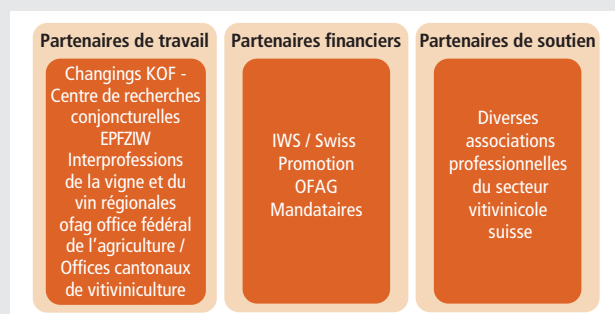 Partenaires de travail
Changings KOF -
Centre de recherches
conjoncturelles
EPFZIW
Interprofessions
de la vigne et du
vin régionales
ofag office fédéral
de l'agriculture /
Offices cantonaux
de vitiviniculture
Partenaires financiers
IWS / Swiss
Promotion
OFAG
Mandataires
Partenaires de soutien
Diverses
associations
professionnelles
du secteur
vitivinicole
suisse